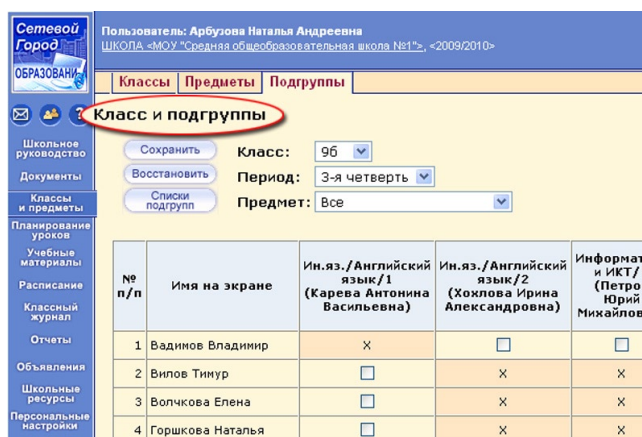 Сетевой
Город
ОБРАЗОВАНИ
Пользователь: Арбузова Наталья Андреевна
ШКОЛА <МОУ "Средняя общеобразовательная школа №1">, <2009/2010>
Классы Предметы Подгруппы
?
Класс и подгруппы
Школьное
руководство
Документы
Классы
и предметы
Планирование
уроков
Учебные
материалы
Расписание
Классный
журнал
Отчеты
Объявления
Школьные
ресурсы
Персональные
настройки
Сохранить
Восстановить
Списки
подгрупп
Класс: 9б
Период: 3-я четверть
Предмет: Все
№
п/п
Имя на экране
Ин.яз./Английский
язык/1
(Карева Антонина
Васильевна)
Ин.яз./Английский
язык/2
(Хохлова Ирина
Александровна)
Информат
и ИКТ/
(Петро
Юрий
Михайлов
1 Вадимов Владимир X
2 Вилов Тимур X X
3 Волчкова Елена X X
4 Горшкова Наталья X X